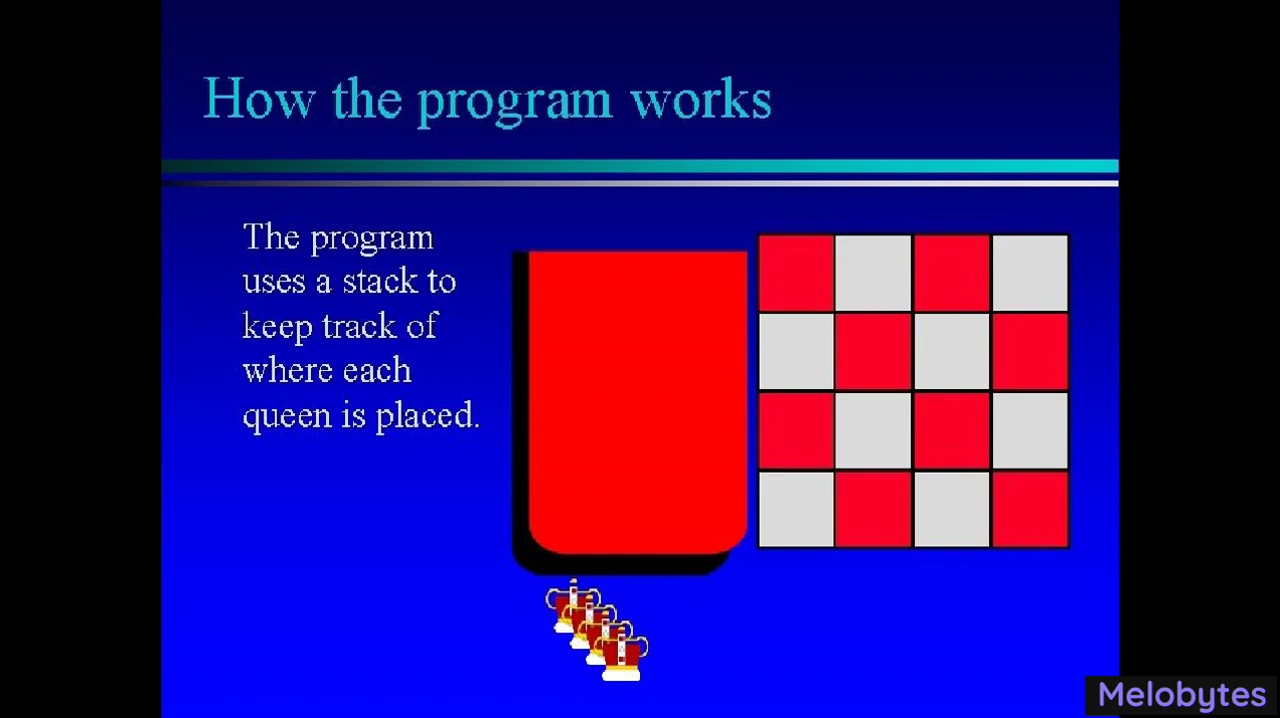 How the program works
The program
uses a stack to
keep track of
where each
queen is placed.
Melobytes